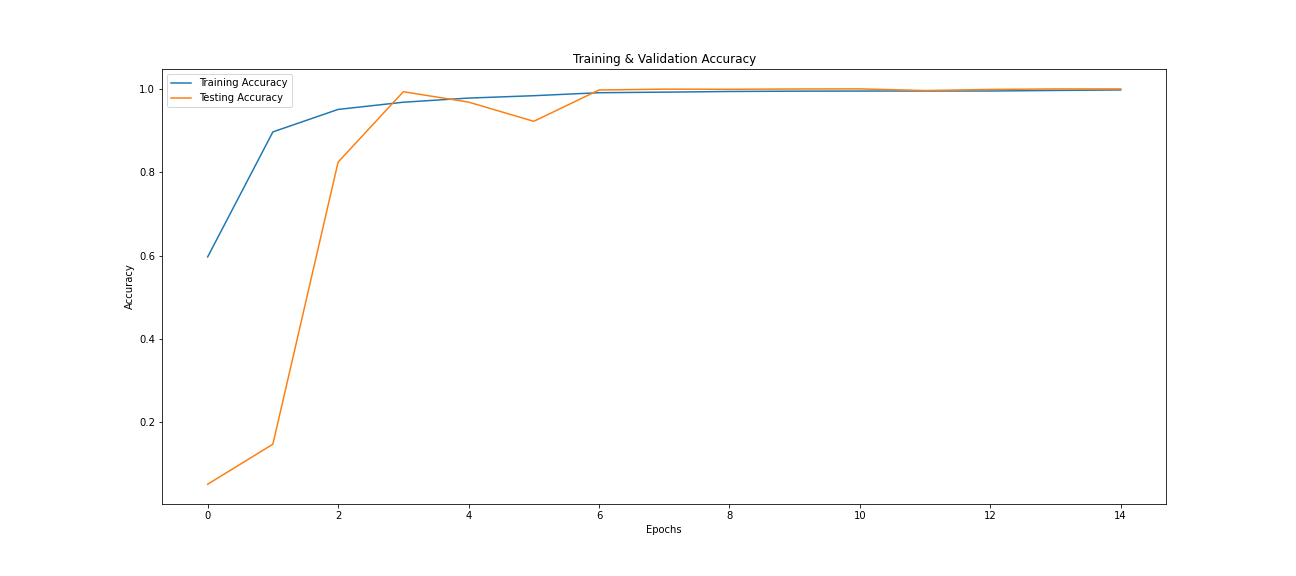 Training & Validation Accuracy
Training Accuracy
Testing Accuracy
1.0
0.8
0.6
0.4
0.2
Accuracy
0 2 4 6 8 10 12 14
Epochs